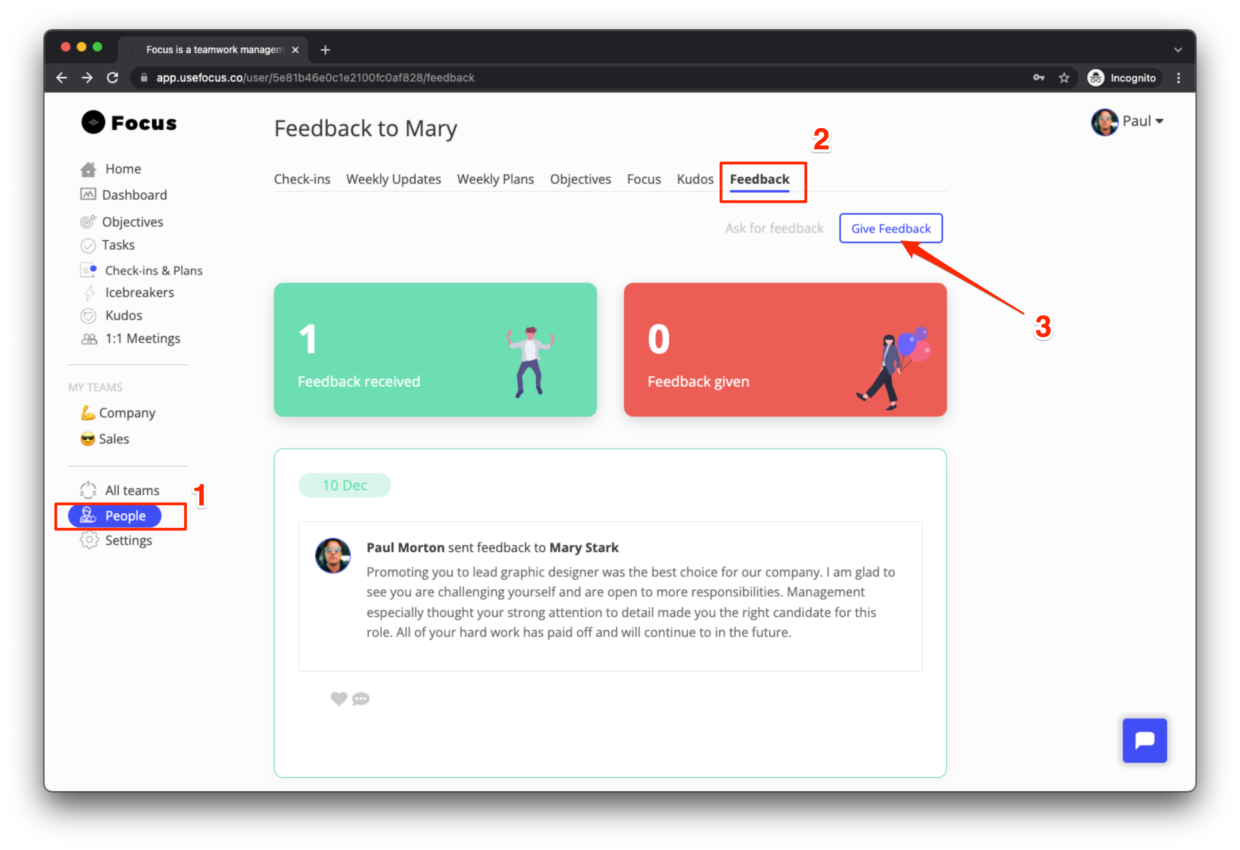 Focus is a teamwork managem
app.usefocus.co/user/5e81b46e0c1e2100fc0af828/feedback
Incognito
Focus
Feedback to Mary
Paul
2
Home
Dashboard
Objectives
Tasks
Check-ins & Plans
Icebreakers
Kudos
1:1 Meetings
MY TEAMS
Company
Sales
All teams
1
People
Settings
Check-ins Weekly Updates Weekly Plans Objectives Focus Kudos Feedback
Ask for feedback Give Feedback
3
1
Feedback received
0
Feedback given
10 Dec
Paul Morton sent feedback to Mary Stark
Promoting you to lead graphic designer was the best choice for our company. I am glad to
see you are challenging yourself and are open to more responsibilities. Management
especially thought your strong attention to detail made you the right candidate for this
role. All of your hard work has paid off and will continue to in the future.